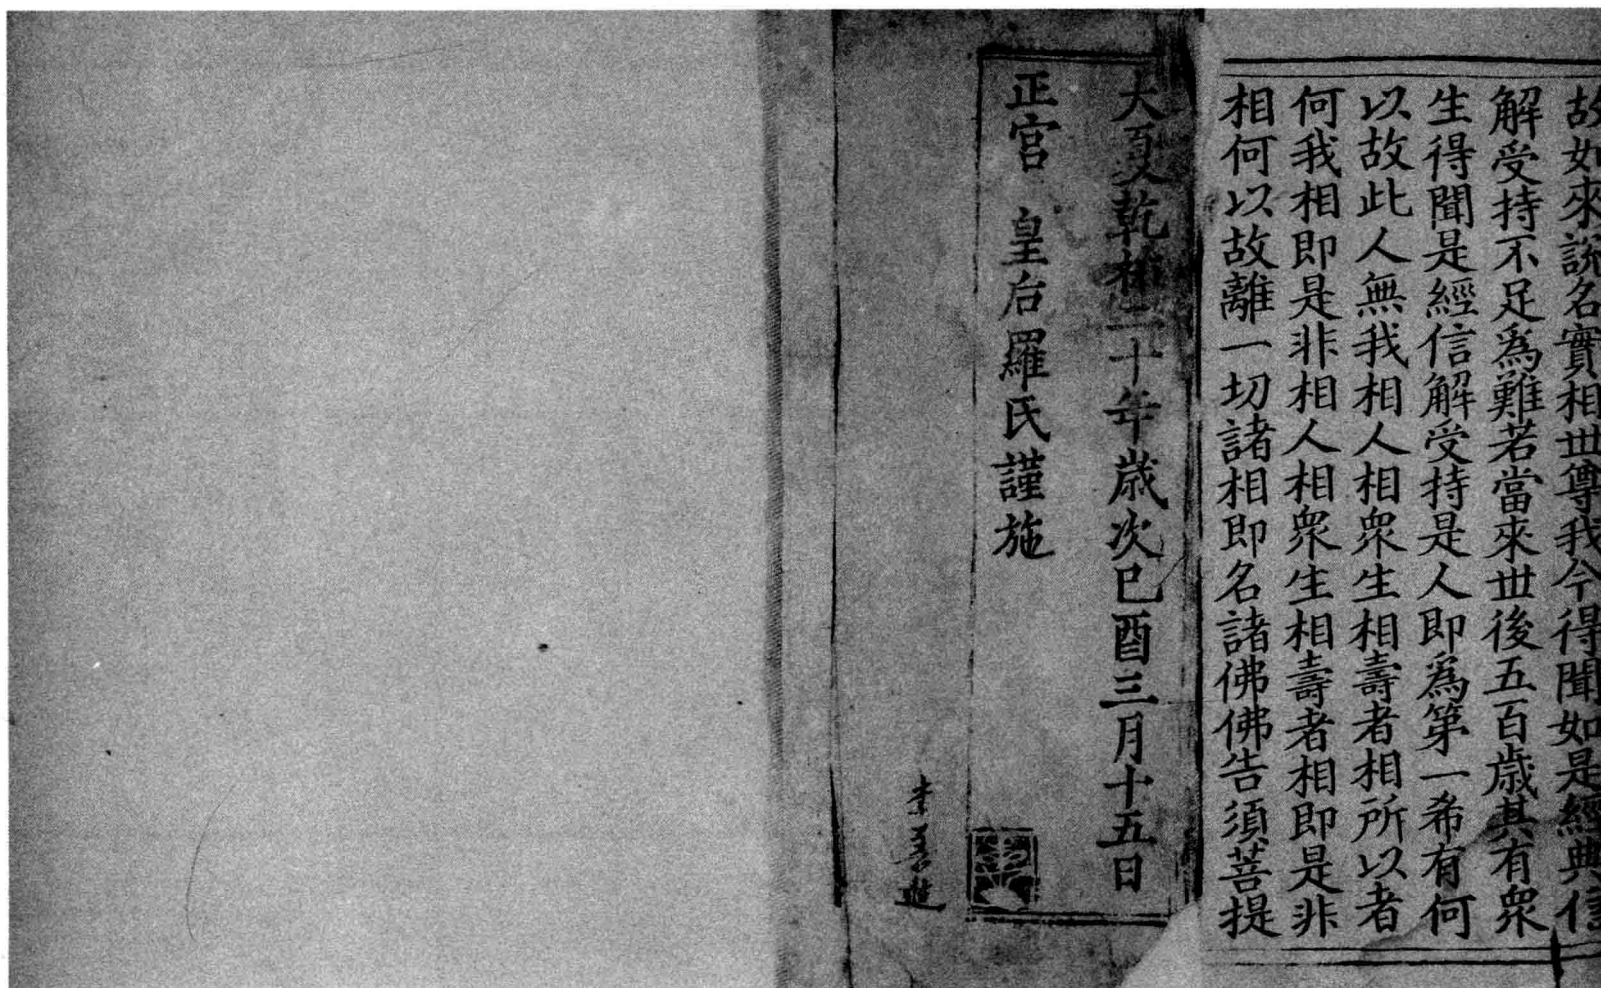 故如來說名實相世尊我今得聞如是經典信
解受持不足爲難若當來世後五百歲其有衆
生得聞是經信解受持是人即爲第一希有何
以故此人無我相人相衆生相壽者相所以者
何我相即是非相人相衆生相壽者相即是非
相何以故離一切諸相即名諸佛佛告須菩提
大夏乾祐二十年歲次己酉三月十五日
正宮 皇后羅氏謹施
李善進